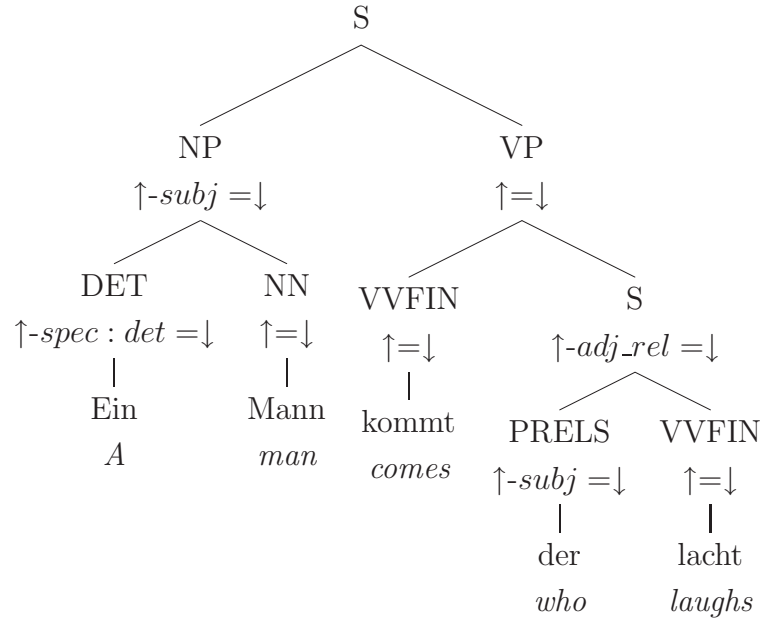 S
NP VP
↑-subj =↓ ↑=↓
DET NN VVFIN S
↑-spec : det =↓ ↑=↓ ↑=↓ ↑-adj_rel =↓
Ein Mann kommt PRELS VVFIN
A man comes ↑-subj =↓ ↑=↓
der lacht
who laughs